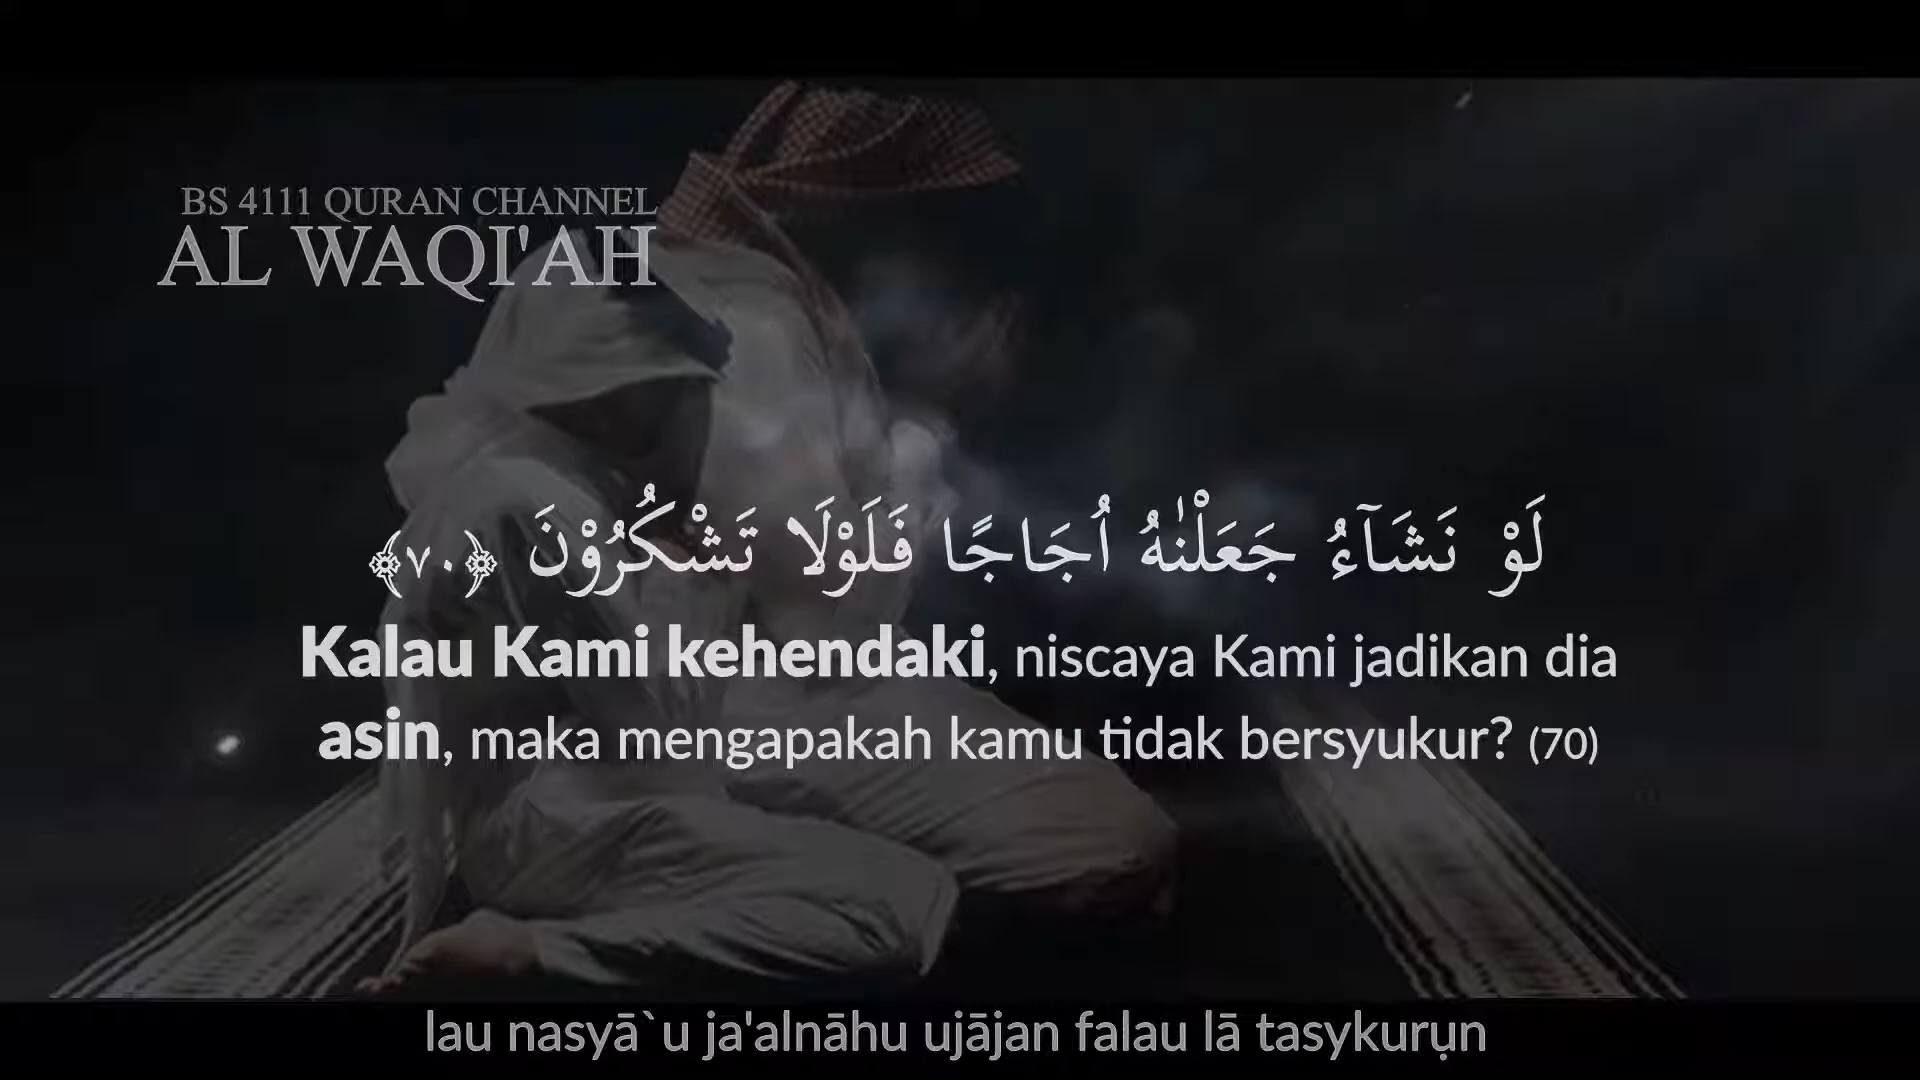 BS 4111 QURAN CHANNEL
AL WAQI'AH
لَوْ نَشَآءُ جَعَلْنٰهُ اُجَاجًا فَلَوْلَا تَشْكُرُوْنَ ﴿٧٠﴾
Kalau Kami kehendaki, niscaya Kami jadikan dia
asin, maka mengapakah kamu tidak bersyukur? (70)
lau nasyā`u ja'alnāhu ujājan falau lā tasykurụn